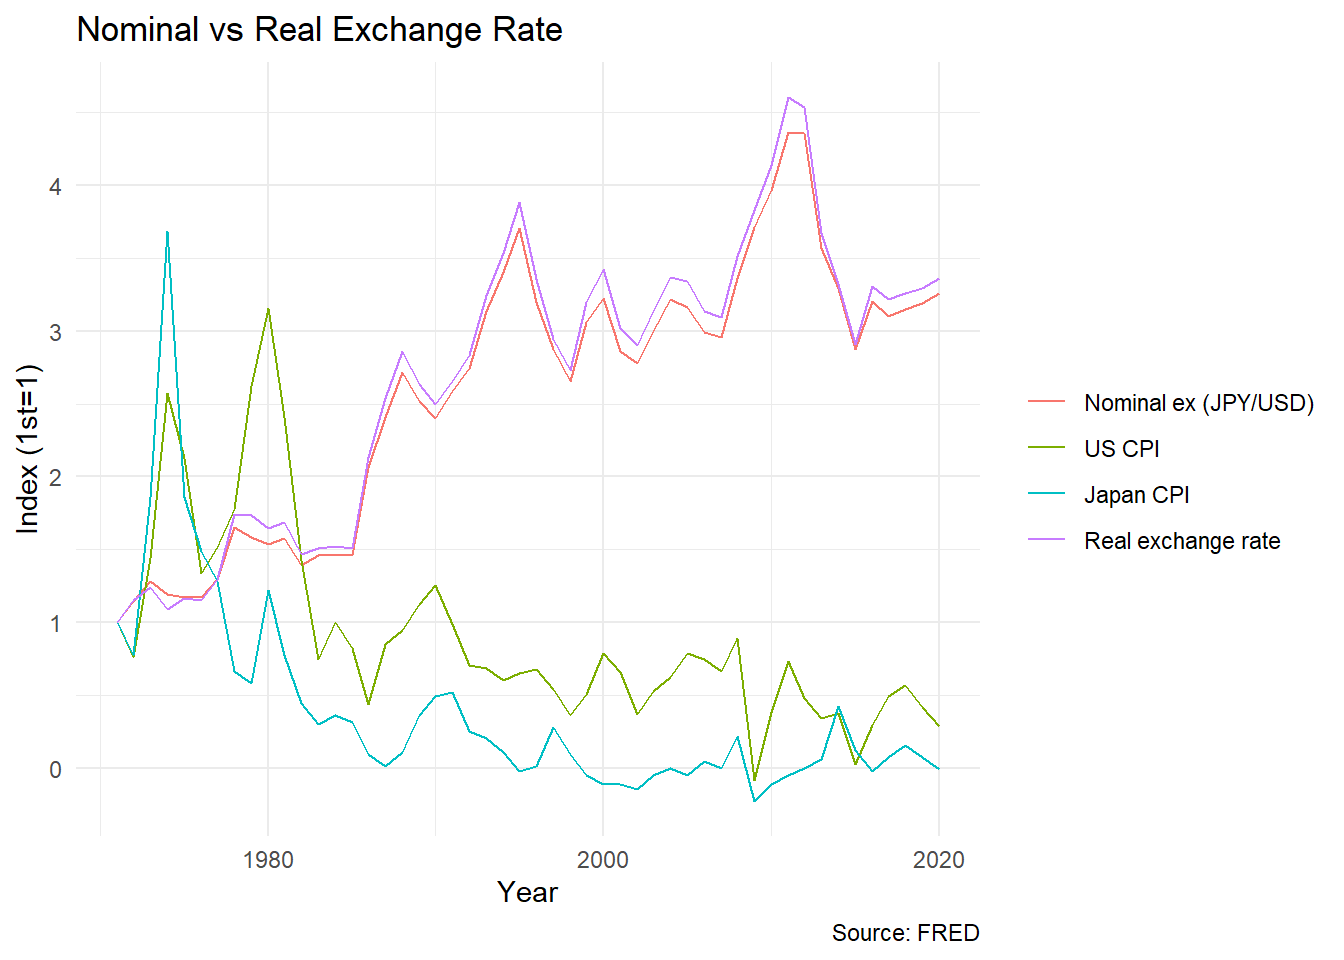 Nominal vs Real Exchange Rate
Index (1st=1)
4
3
2
1
0
1980
2000
2020
Year
Nominal ex (JPY/USD)
US CPI
Japan CPI
Real exchange rate
Source: FRED